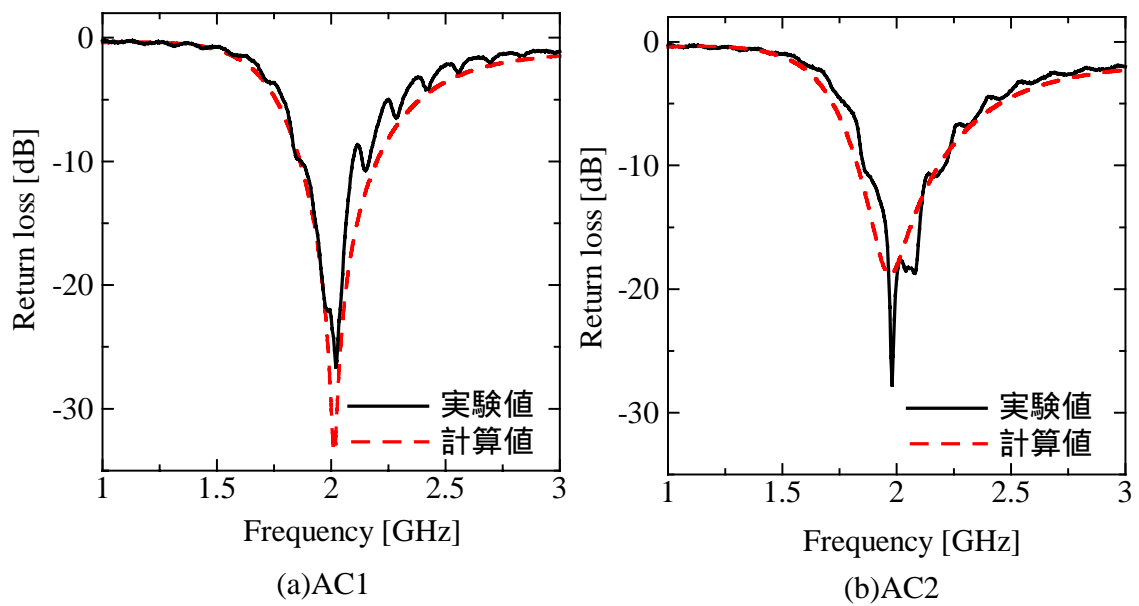 0
-10
-20
-30
Return loss [dB]
実験値
計算値
1
1.5
2
2.5
3
Frequency [GHz]
(a)AC1
0
-10
-20
-30
Return loss [dB]
実験値
計算値
1
1.5
2
2.5
3
Frequency [GHz]
(b)AC2